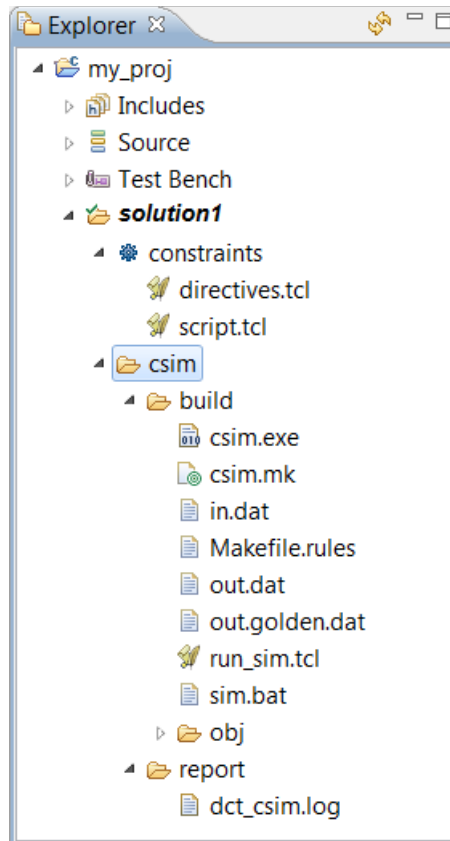 Explorer
my_proj
Includes
Source
Test Bench
solution1
constraints
directives.tcl
script.tcl
csim
build
csim.exe
csim.mk
in.dat
Makefile.rules
out.dat
out.golden.dat
run_sim.tcl
sim.bat
obj
report
dct_csim.log